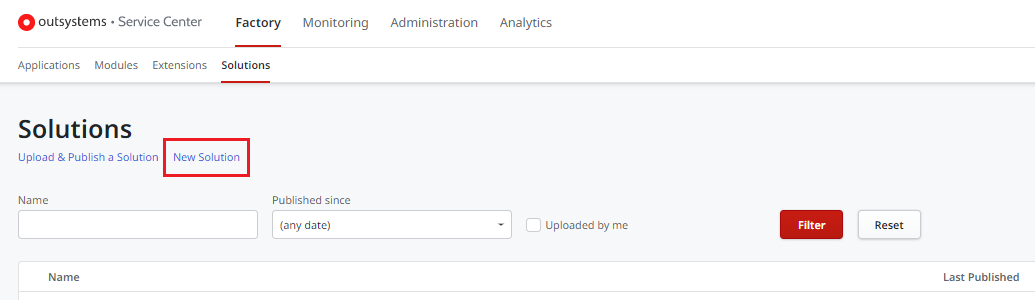 outsystems • Service Center Factory Monitoring Administration Analytics
Applications Modules Extensions Solutions
Solutions
Upload & Publish a Solution New Solution
Name Published since
(any date) Uploaded by me Filter Reset
Name Last Published